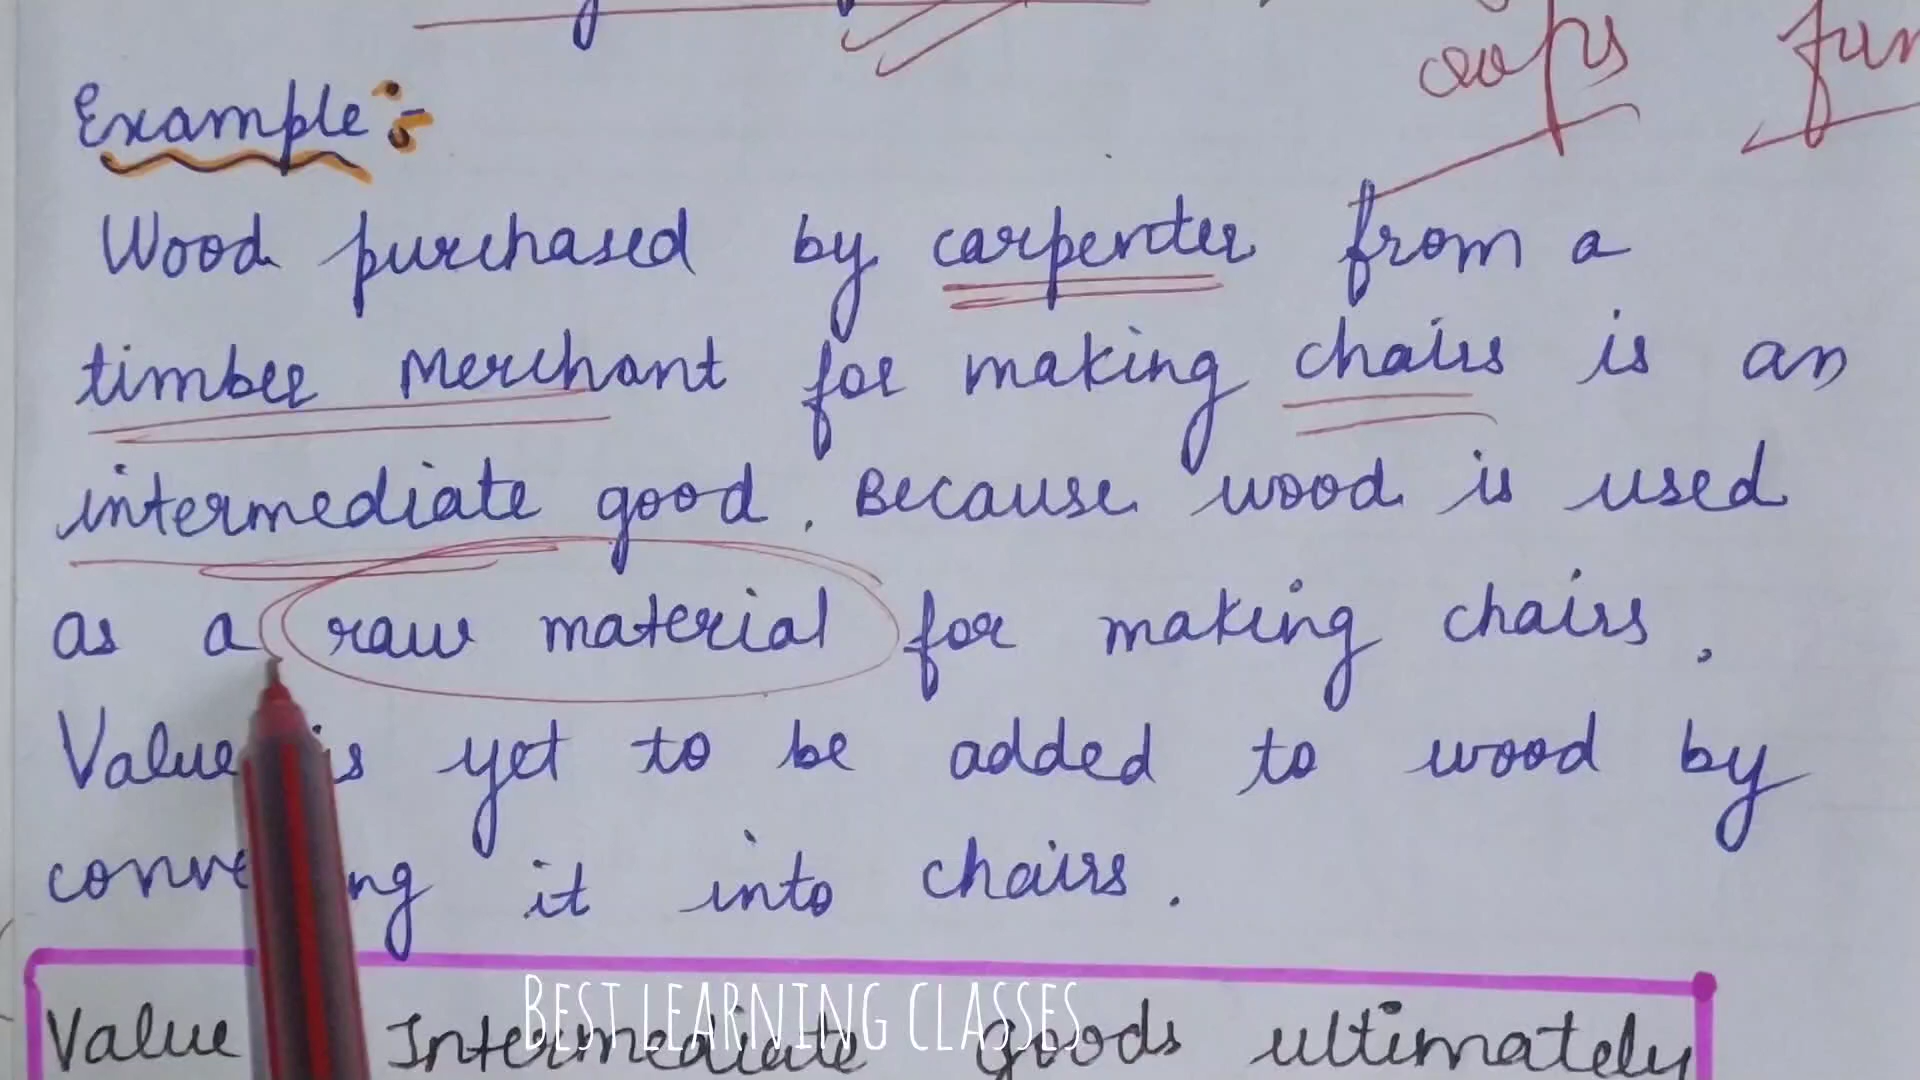 Example :-
Wood purchased by carpenter from a
timber Merchant for making chairs is an
intermediate good. Because wood is used
as a raw material for making chairs.
Value is yet to be added to wood by
it into chairs.
BEST LEARNING CLASSES
Value Intermediate goods ultimately